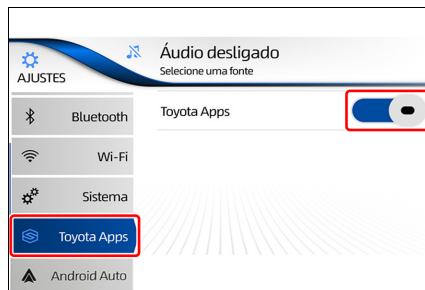 Áudio desligado
Selecione uma fonte
AJUSTES
Bluetooth
Toyota Apps
Wi-Fi
Sistema
Toyota Apps
Android Auto